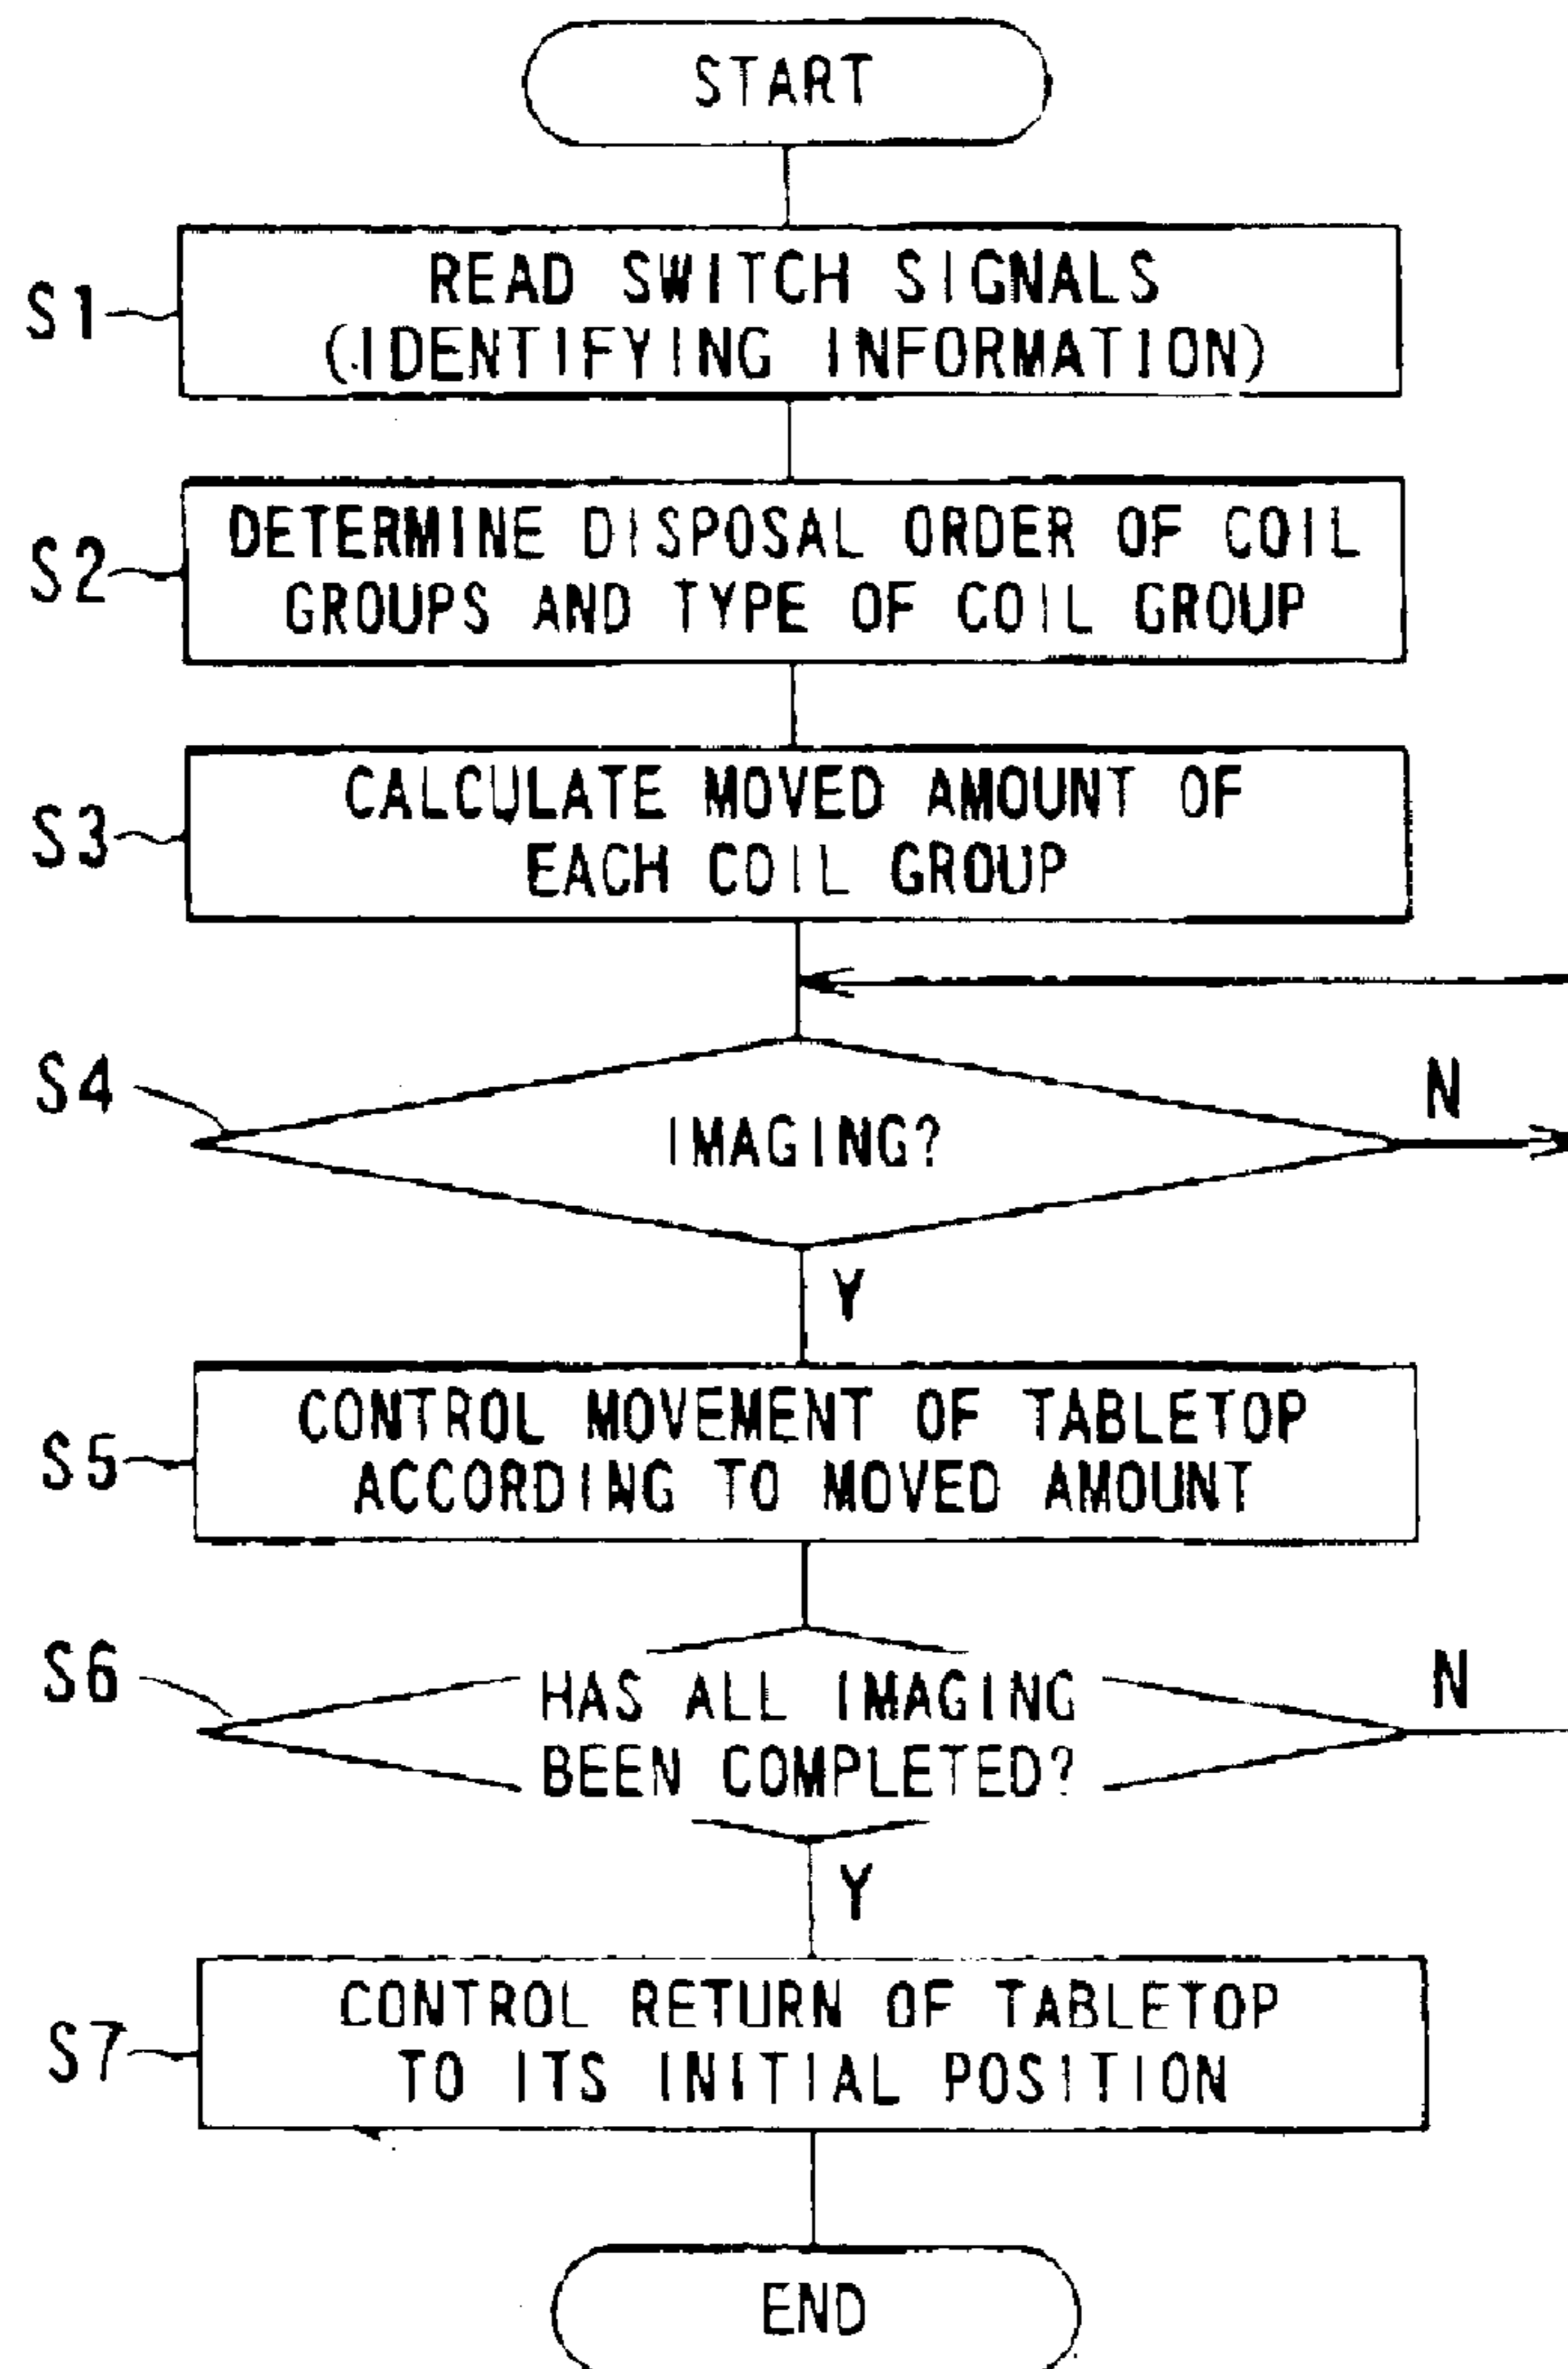 START
S1
READ SWITCH SIGNALS
(IDENTIFYING INFORMATION)
S2
DETERMINE DISPOSAL ORDER OF COIL
GROUPS AND TYPE OF COIL GROUP
S3
CALCULATE MOVED AMOUNT OF
EACH COIL GROUP
S4
IMAGING?
N
Y
S5
CONTROL MOVEMENT OF TABLETOP
ACCORDING TO MOVED AMOUNT
S6
HAS ALL IMAGING
BEEN COMPLETED?
N
Y
S7
CONTROL RETURN OF TABLETOP
TO ITS INITIAL POSITION
END